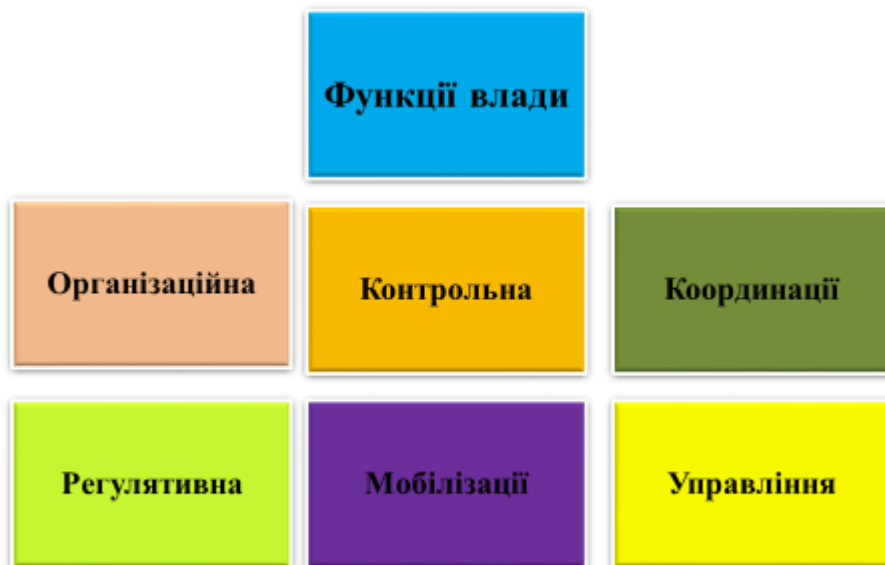 Функції влади
Організаційна
Контрольна
Координації
Регулятивна
Мобілізації
Управління